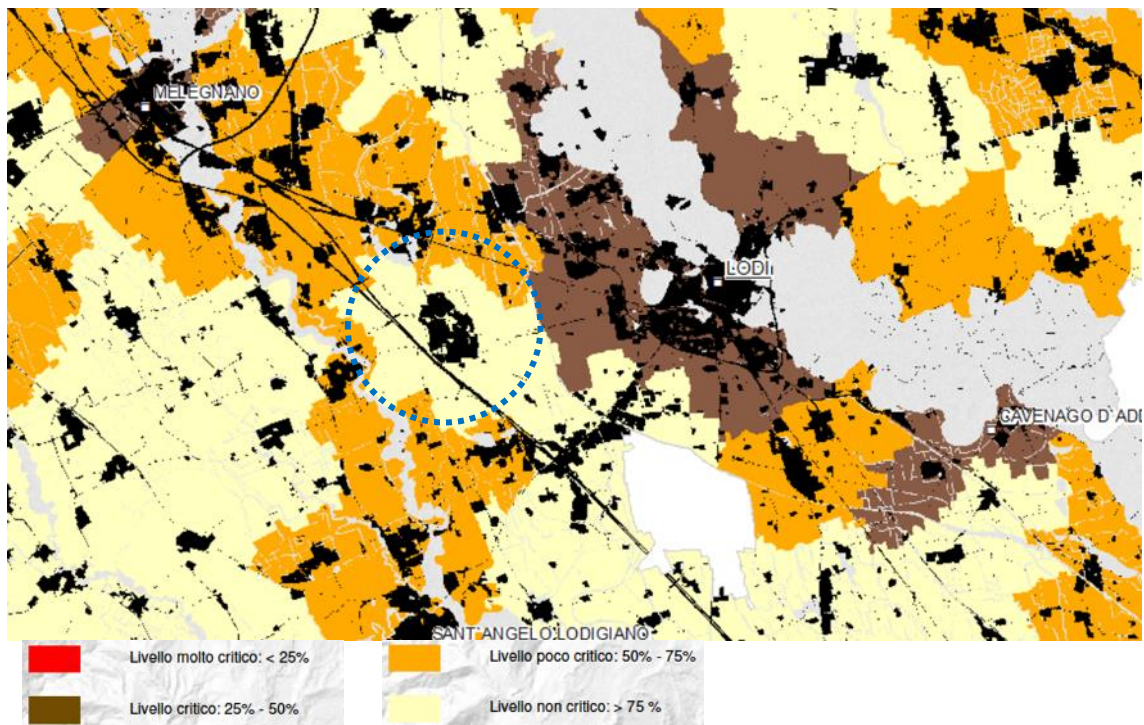 MELEGNANO
LODI
CAVENAGO D`AD
SANT`ANGELO LODIGIANO
Livello molto critico: < 25%
Livello poco critico: 50% - 75%
Livello critico: 25% - 50%
Livello non critico: > 75 %